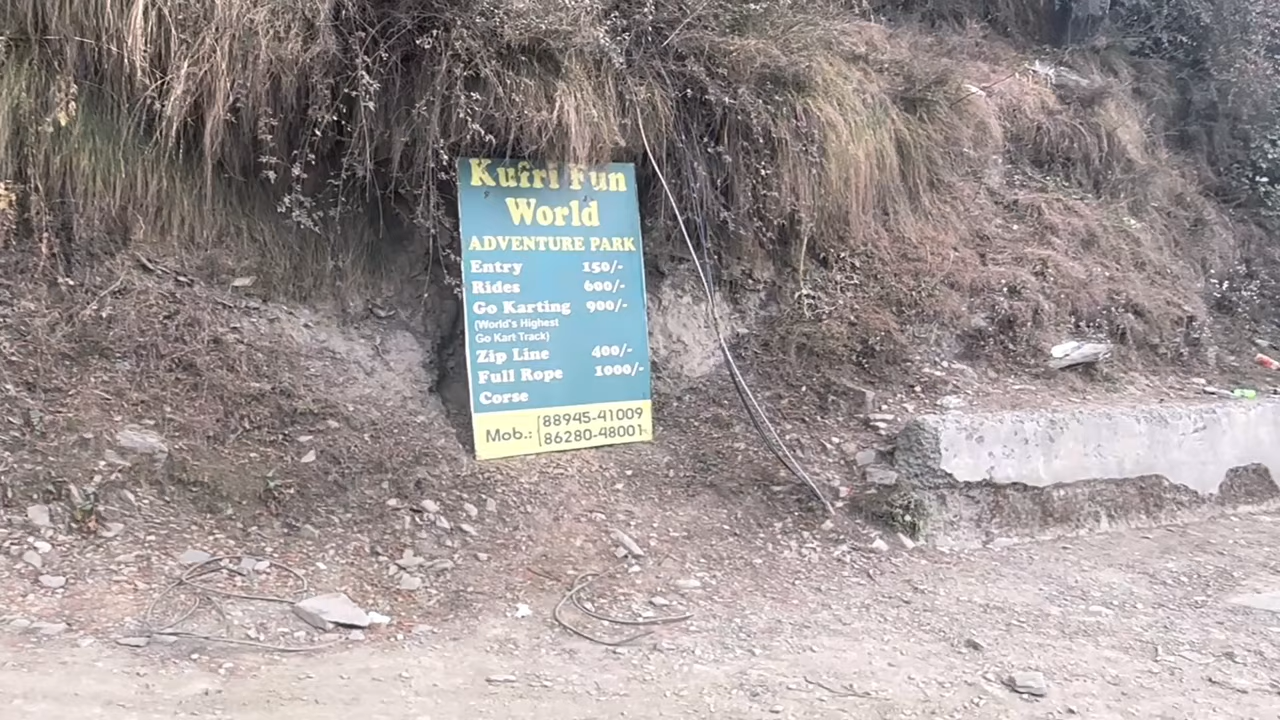 Kufri Fun
World
ADVENTURE PARK
Entry 150/-
Rides 600/-
Go Karting 900/-
(World's Highest
Go Kart Track)
Zip Line 400/-
Full Rope 1000/-
Corse
Mob.: 88945-41009
86280-48001